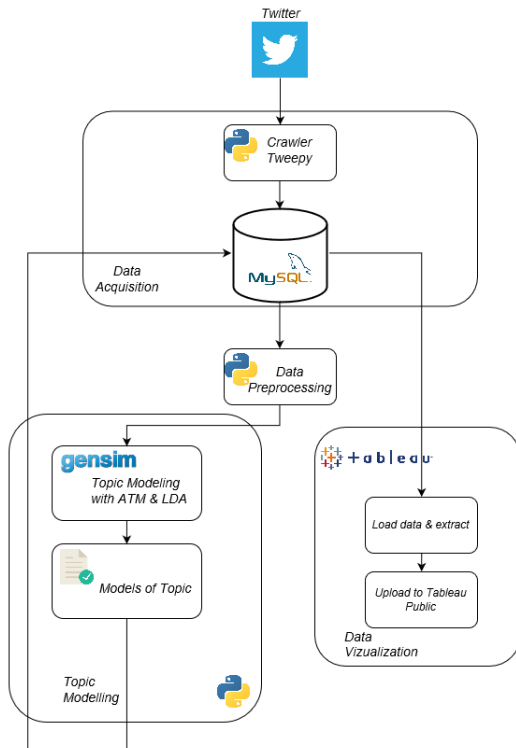 Twitter
Crawler
Tweepy
MySQL
Data
Acquisition
Data
Preprocessing
gensim
Topic Modeling
with ATM & LDA
Models of Topic
Topic
Modelling
+ a b l e a u
Load data & extract
Upload to Tableau
Public
Data
Vizualization